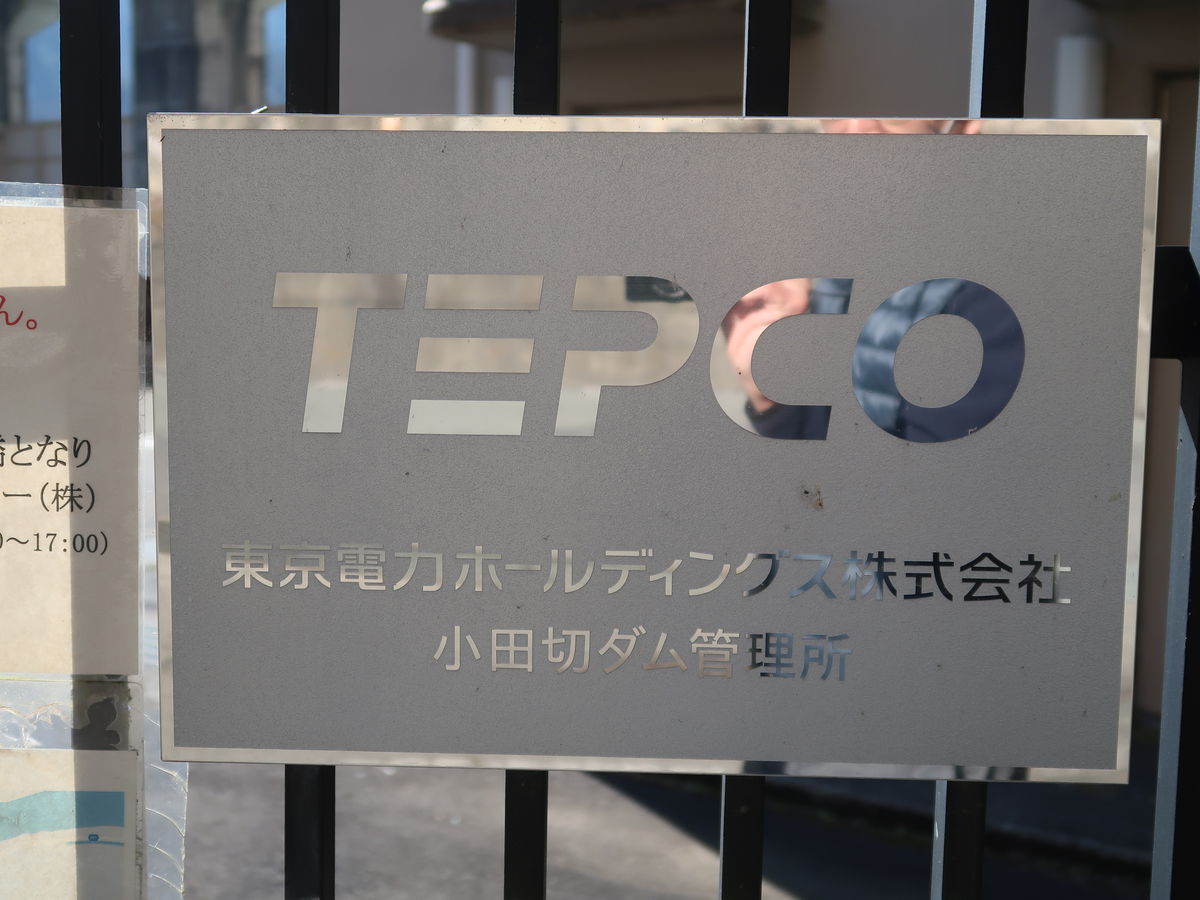 TEPCO
東京電力ホールディングス株式会社
小田切ダム管理所
ん。
となり
ー(株)
～17:00)